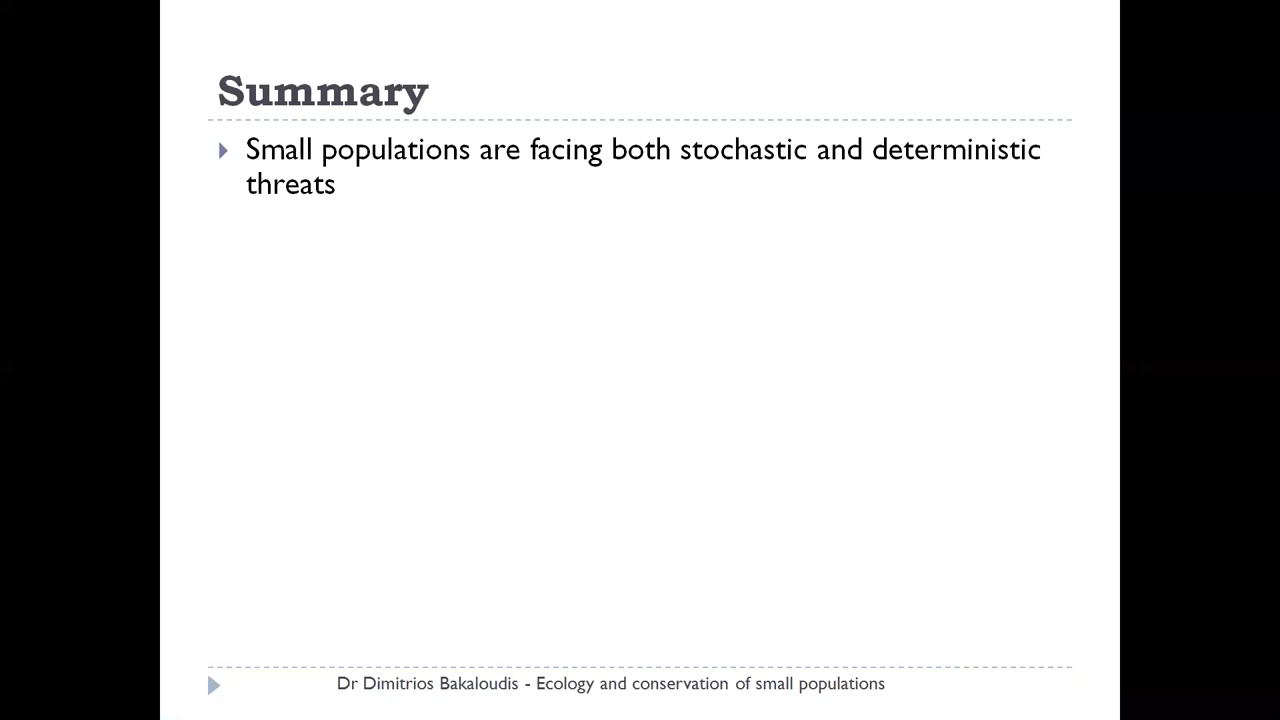 Summary
Small populations are facing both stochastic and deterministic
threats
Dr Dimitrios Bakaloudis - Ecology and conservation of small populations